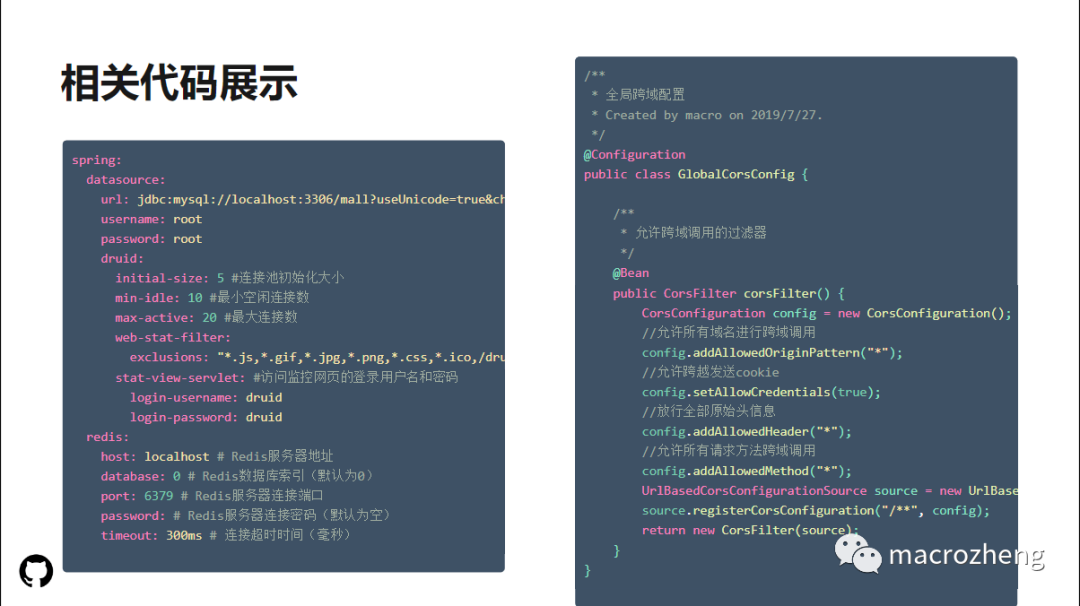 相关代码展示
spring:
  datasource:
    url: jdbc:mysql://localhost:3306/mall?useUnicode=true&ch
    username: root
    password: root
    druid:
      initial-size: 5 #连接池初始化大小
      min-idle: 10 #最小空闲连接数
      max-active: 20 #最大连接数
      web-stat-filter:
        exclusions: "*.js,*.gif,*.jpg,*.png,*.css,*.ico,/dru
      stat-view-servlet: #访问监控网页的登录用户名和密码
        login-username: druid
        login-password: druid
  redis:
    host: localhost # Redis服务器地址
    database: 0 # Redis数据库索引（默认为0）
    port: 6379 # Redis服务器连接端口
    password: # Redis服务器连接密码（默认为空）
    timeout: 300ms # 连接超时时间（毫秒）
/**
 * 全局跨域配置
 * Created by macro on 2019/7/27.
 */
@Configuration
public class GlobalCorsConfig {
    /**
     * 允许跨域调用的过滤器
     */
    @Bean
    public CorsFilter corsFilter() {
        CorsConfiguration config = new CorsConfiguration();
        //允许所有域名进行跨域调用
        config.addAllowedOriginPattern("*");
        //允许跨越发送cookie
        config.setAllowCredentials(true);
        //放行全部原始头信息
        config.addAllowedHeader("*");
        //允许所有请求方法跨域调用
        config.addAllowedMethod("*");
        UrlBasedCorsConfigurationSource source = new UrlBase
        source.registerCorsConfiguration("/**", config);
        return new CorsFilter(source);
    }
}
macrozheng